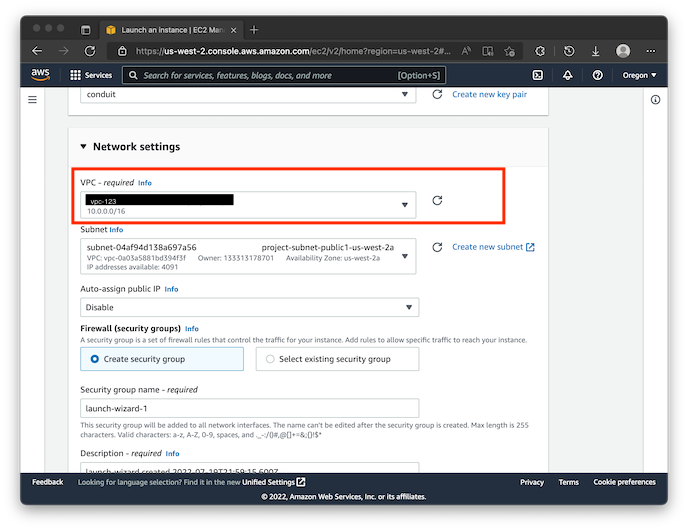 Launch an instance | EC2 Man
https://us-west-2.console.aws.amazon.com/ec2/v2/home?region=us-west-2#...
aws
Services
Search for services, features, blogs, docs, and more
[Option+S]
Oregon
conduit
Create new key pair
Network settings
VPC - required Info
vpc-123
10.0.0.0/16
Subnet Info
subnet-04af94d138a697a56 project-subnet-public1-us-west-2a
VPC: vpc-0a03a5881bd394f3f Owner: 133313178701 Availability Zone: us-west-2a
IP addresses available: 4091
Create new subnet
Auto-assign public IP Info
Disable
Firewall (security groups) Info
A security group is a set of firewall rules that control the traffic for your instance. Add rules to allow specific traffic to reach your instance.
Create security group
Select existing security group
Security group name - required
launch-wizard-1
This security group will be added to all network interfaces. The name can't be edited after the security group is created. Max length is 255
characters. Valid characters: a-z, A-Z, 0-9, spaces, and ._-:/()#,@[]+=&;{}!$*
Description - required Info
launch-wizard created 2022-07-19T21:59:15.600Z
Feedback
Looking for language selection? Find it in the new Unified Settings
Privacy
Terms
Cookie preferences
© 2022, Amazon Web Services, Inc. or its affiliates.